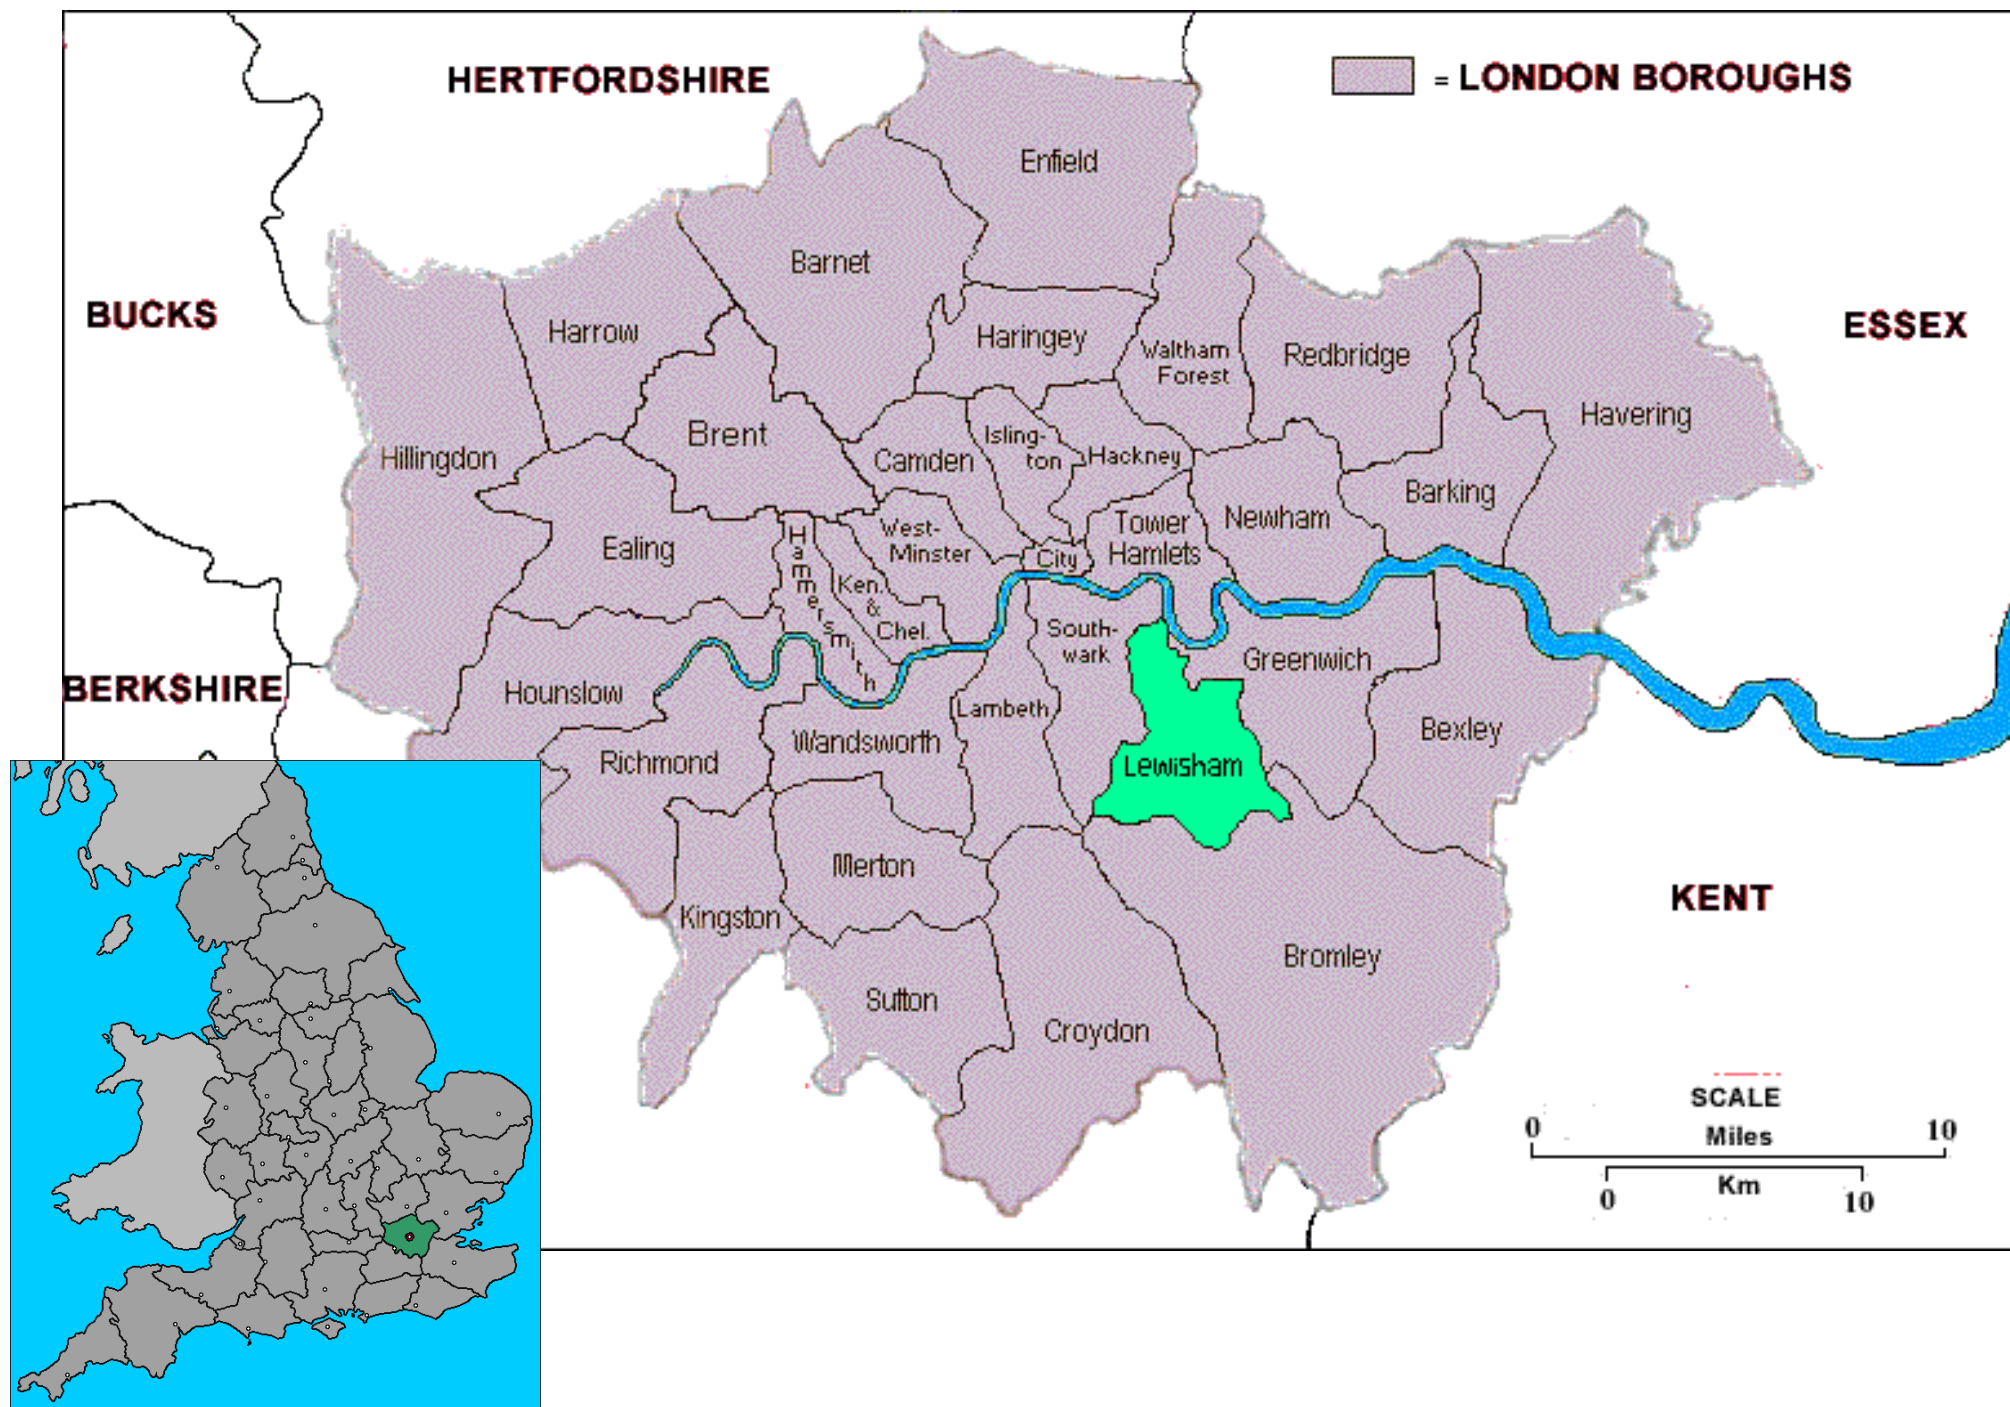 HERTFORDSHIRE
= LONDON BOROUGHS
Enfield
Barnet
BUCKS
ESSEX
Harrow
Haringey
Waltham
Forest
Redbridge
Havering
Hillingdon
Brent
Camden
Isling-
ton
Hackney
Barking
Ealing
Hammersmith
West-
Minster
City
Tower
Hamlets
Newham
Ken.
&
Chel.
South-
wark
Greenwich
BERKSHIRE
Hounslow
Lambeth
Bexley
Richmond
Wandsworth
Lewisham
Merton
KENT
Kingston
Bromley
Sutton
Croydon
SCALE
0 Miles 10
Km
0 10